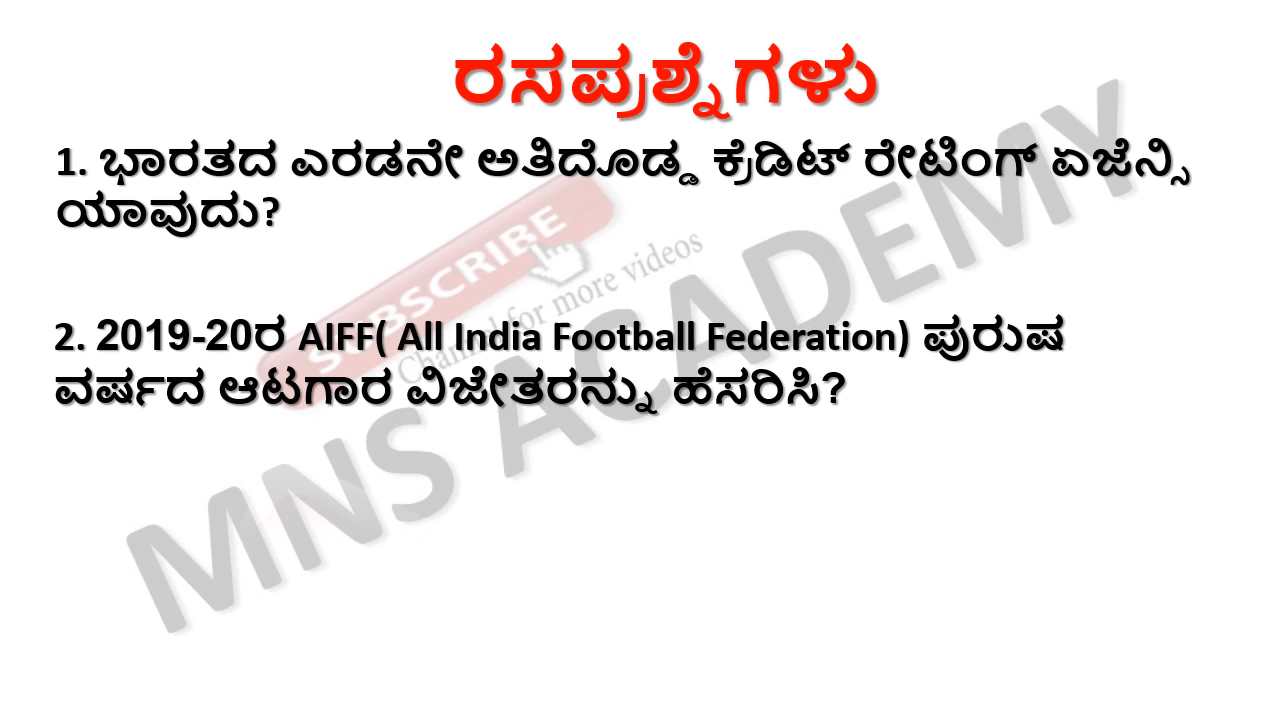 ರಸಪ್ರಶ್ನೆಗಳು
1. ಭಾರತದ ಎರಡನೇ ಅತಿದೊಡ್ಡ ಕ್ರೆಡಿಟ್ ರೇಟಿಂಗ್ ಏಜೆನ್ಸಿ
ಯಾವುದು?
2. 2019-20ರ AIFF( All India Football Federation) ಪುರುಷ
ವರ್ಷದ ಆಟಗಾರ ವಿಜೇತರನ್ನು ಹೆಸರಿಸಿ?
SUBSCRIBE
Channel for more videos
MNS ACADEMY